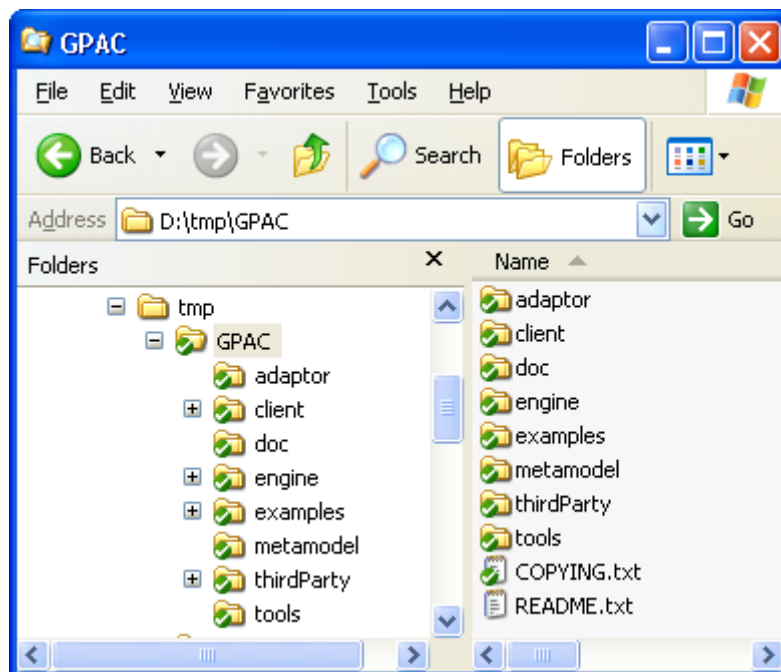 GPAC
File Edit View Favorites Tools Help
Back Search Folders
Address D:\tmp\GPAC Go
Folders Name
tmp
GPAC
adaptor
client
doc
engine
examples
metamodel
thirdParty
tools
adaptor
client
doc
engine
examples
metamodel
thirdParty
tools
COPYING.txt
README.txt